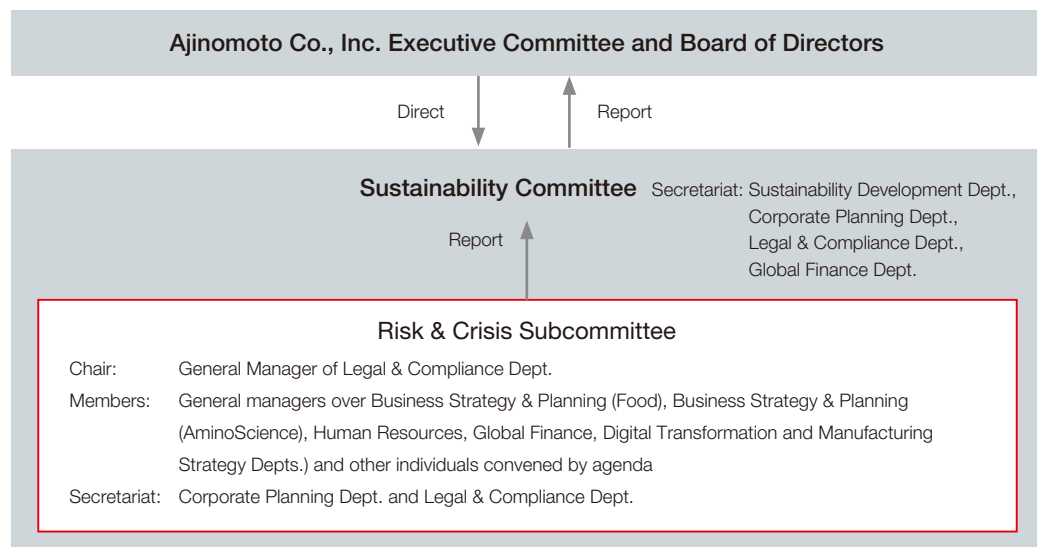 Ajinomoto Co., Inc. Executive Committee and Board of Directors
Direct
Report
Sustainability Committee
Secretariat: Sustainability Development Dept.,
Corporate Planning Dept.,
Legal & Compliance Dept.,
Global Finance Dept.
Report
Risk & Crisis Subcommittee
Chair: General Manager of Legal & Compliance Dept.
Members: General managers over Business Strategy & Planning (Food), Business Strategy & Planning
(AminoScience), Human Resources, Global Finance, Digital Transformation and Manufacturing
Strategy Depts.) and other individuals convened by agenda
Secretariat: Corporate Planning Dept. and Legal & Compliance Dept.